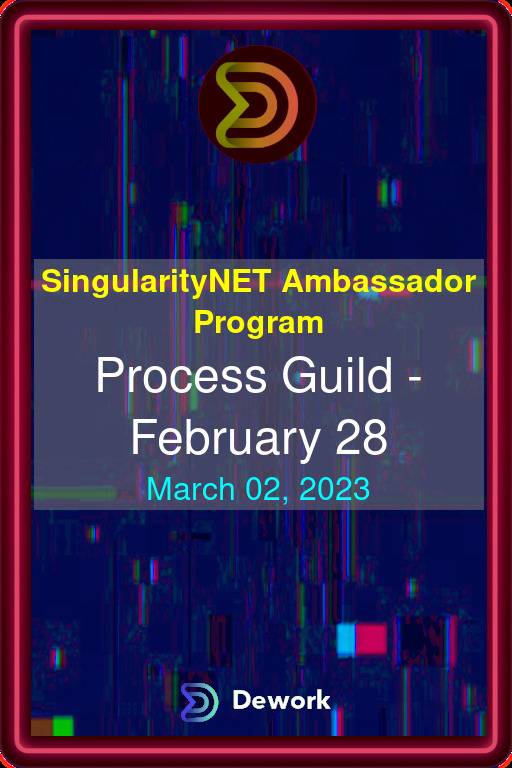 SingularityNET Ambassador
Program
Process Guild -
February 28
March 02, 2023
Dework